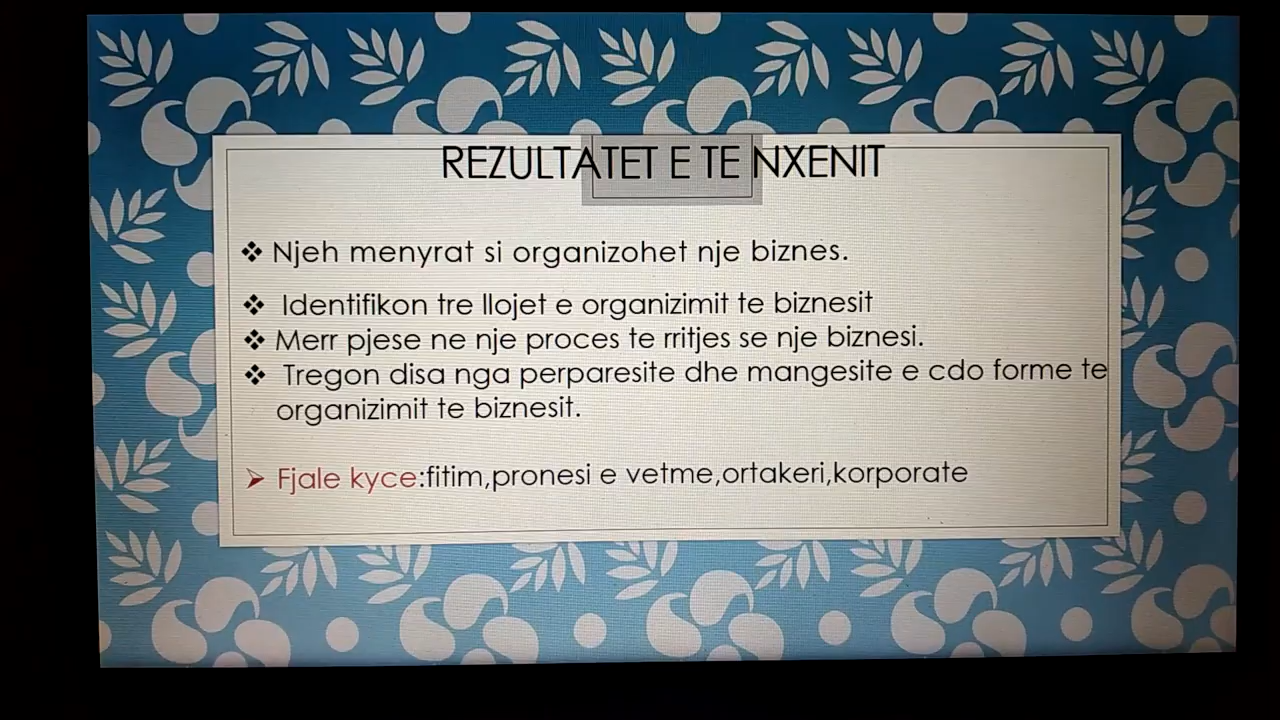 REZULTATET E TE NXENIT
❖ Njeh menyrat si organizohet nje biznes.
❖ Identifikon tre llojet e organizimit te biznesit
❖ Merr pjese ne nje proces te rritjes se nje biznesi.
❖ Tregon disa nga perparesite dhe mangesite e cdo forme te
organizimit te biznesit.
➢ Fjale kyce:fitim,pronesi e vetme,ortakeri,korporate